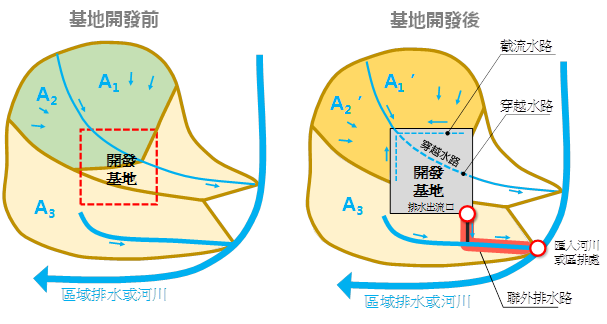 基地開發前
A1
A2
開發
基地
A3
區域排水或河川
基地開發後
截流水路
A1′
A2′
穿越水路
穿越水路
開發
基地
排水出流口
A3
匯入河川
或區排處
區域排水或河川
聯外排水路